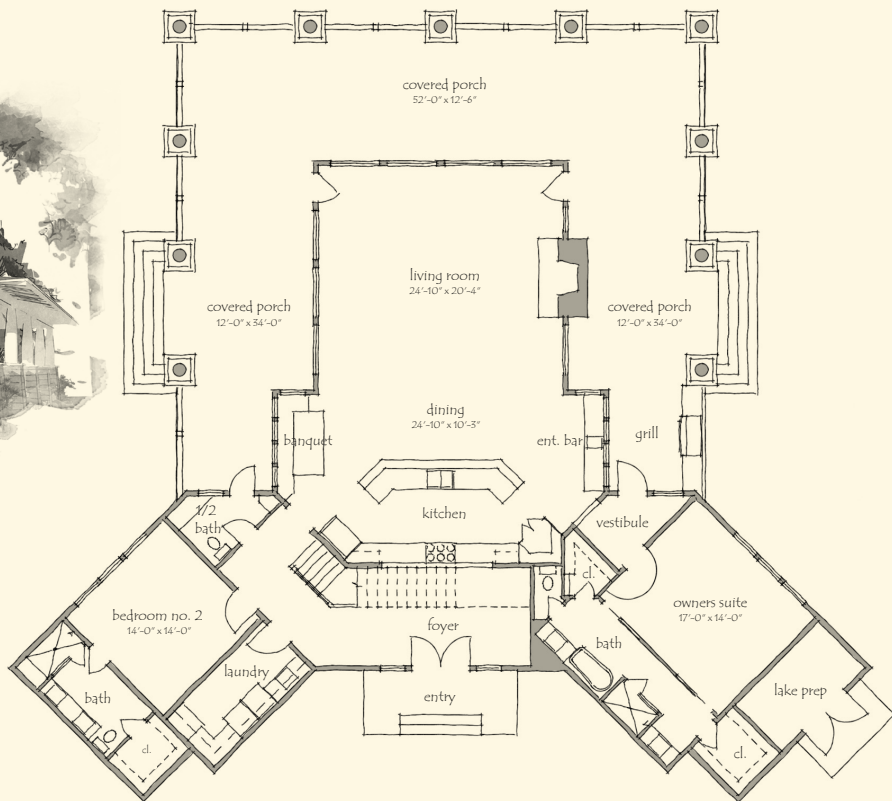 covered porch
52'-0" x 12'-6"
living room
24'-10" x 20'-4"
covered porch
12'-0" x 34'-0"
covered porch
12'-0" x 34'-0"
dining
24'-10" x 10'-3"
banquet
ent. bar
grill
1/2
bath
kitchen
vestibule
cl.
bedroom no. 2
14'-0" x 14'-0"
owners suite
17'-0" x 14'-0"
foyer
bath
laundry
bath
entry
lake prep
cl.
cl.